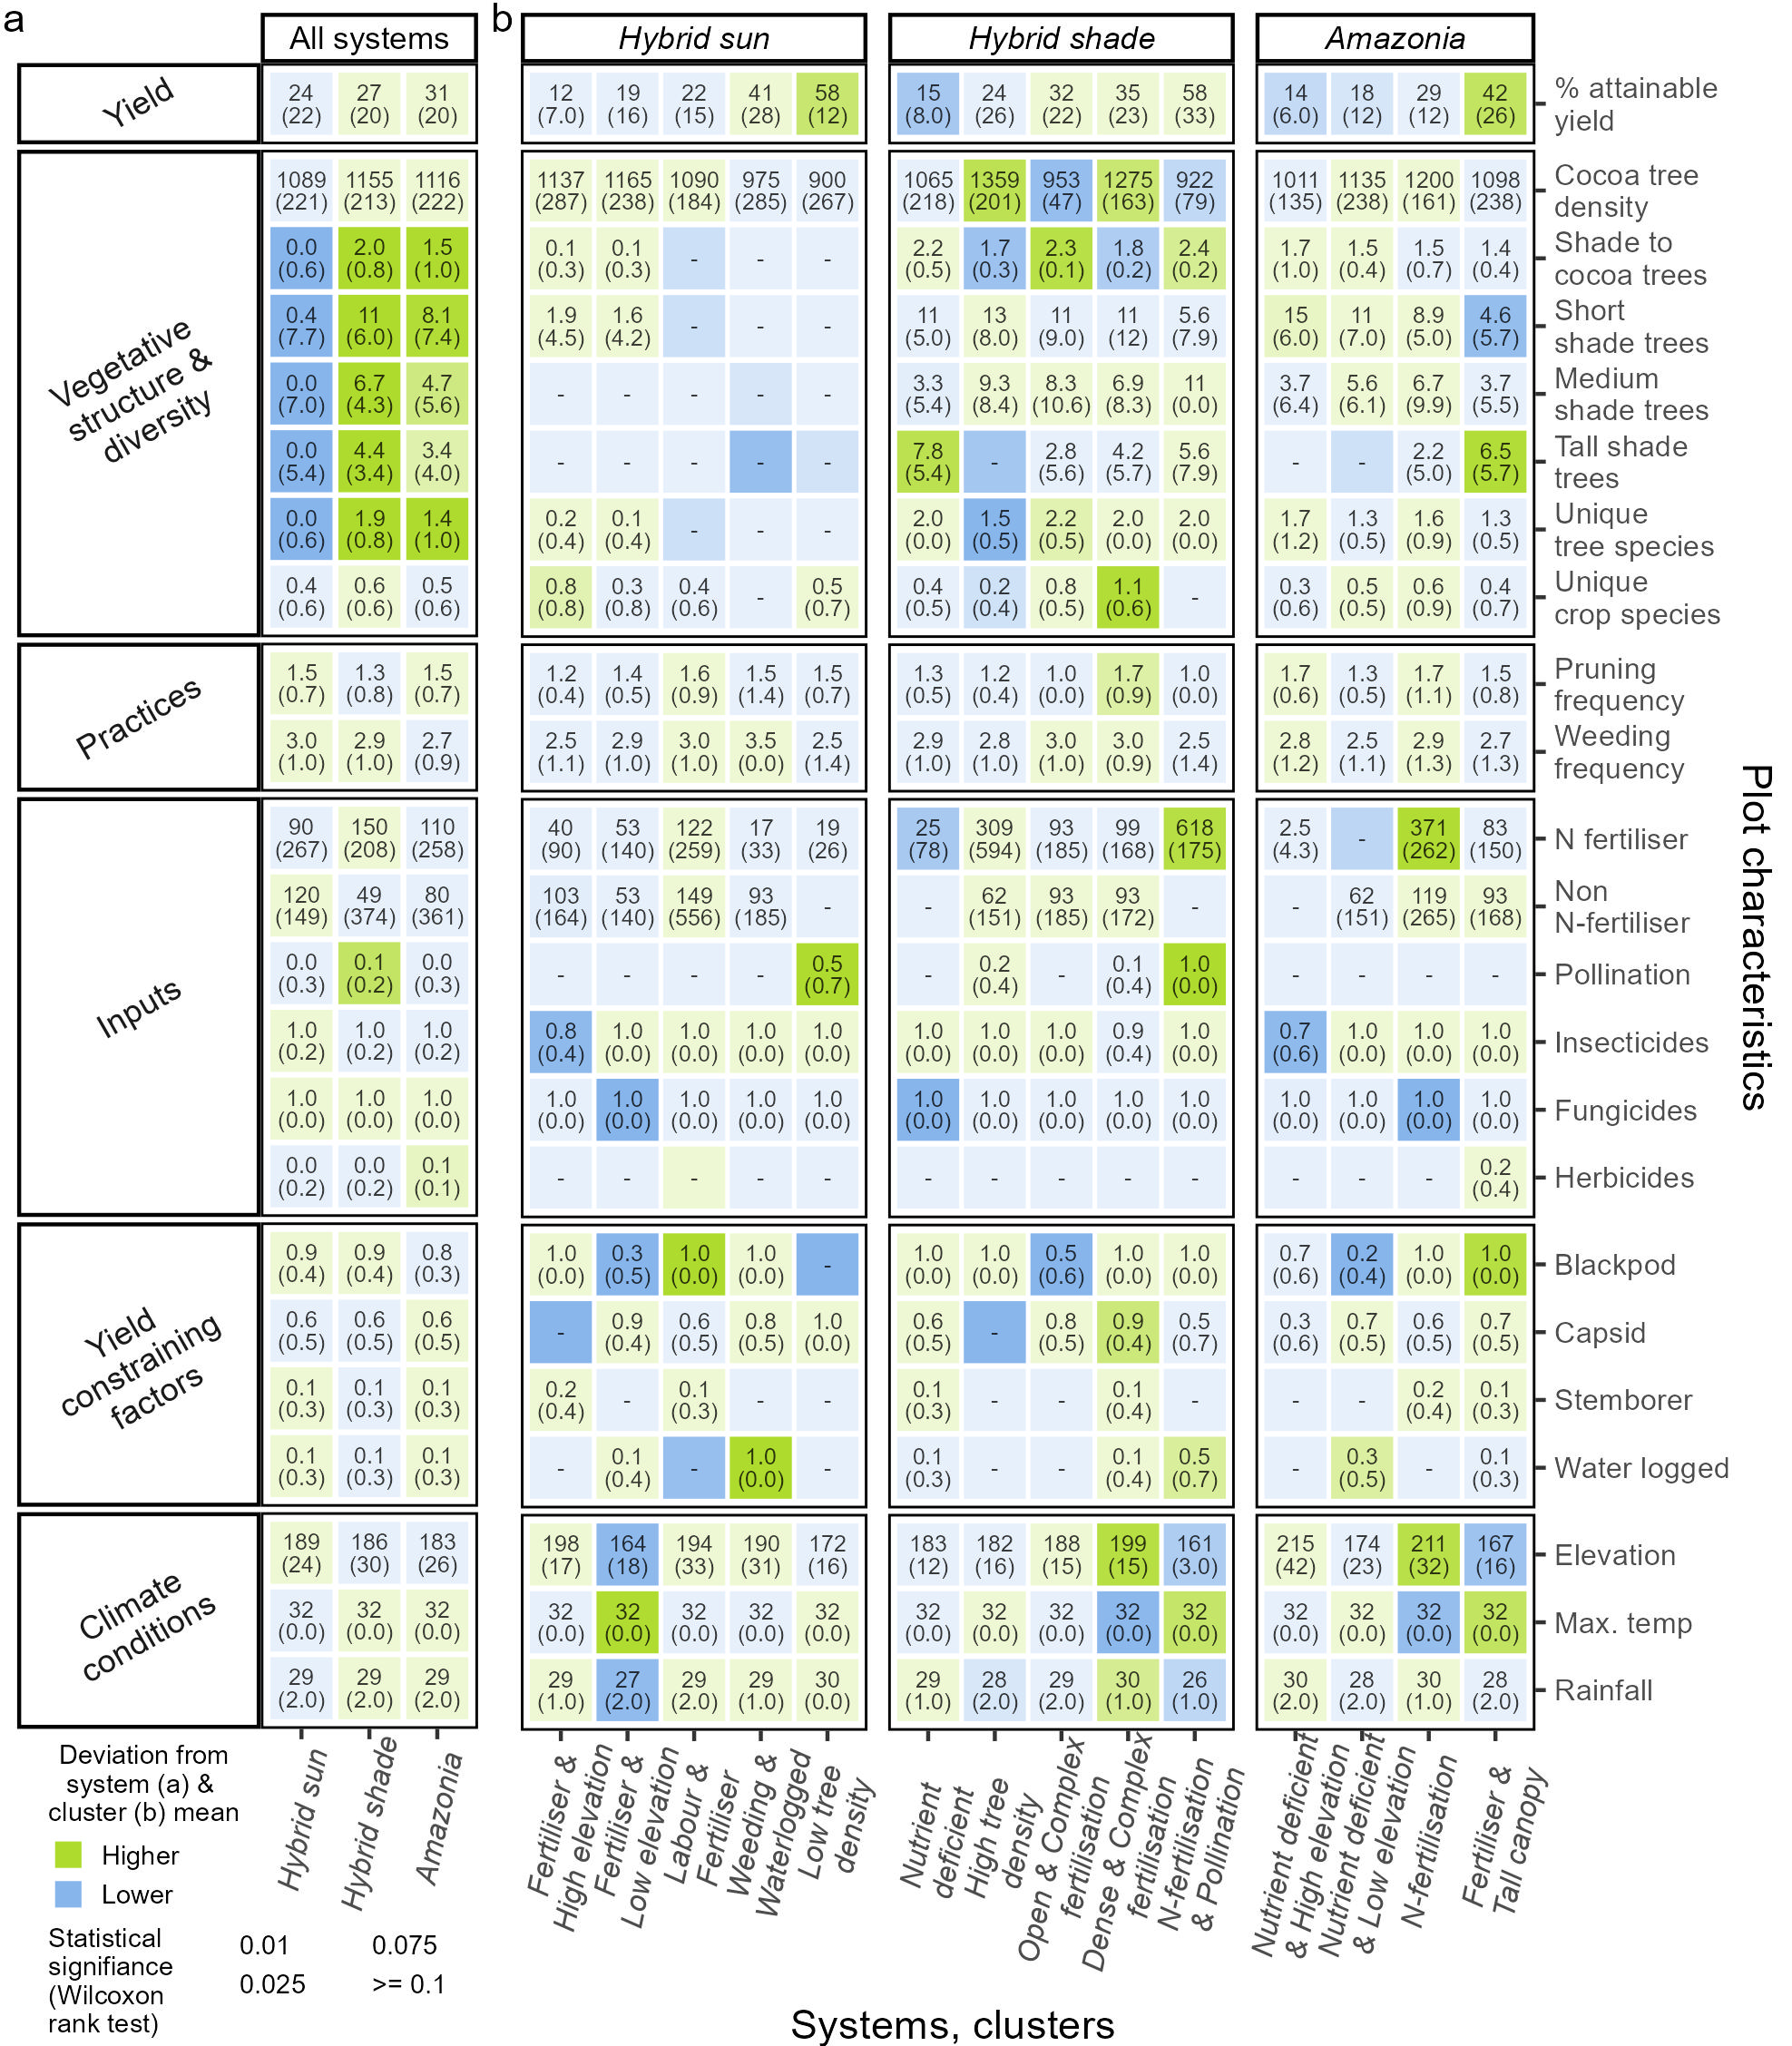 a
b
All systems
Hybrid sun
Hybrid shade
Amazonia
Yield
24 27 31 12 19 22 41 58 15 24 32 35 58 14 18 29 42
(22) (20) (20) (7.0) (16) (15) (28) (12) (8.0) (26) (22) (23) (33) (6.0) (12) (12) (26)
% attainable
yield
Vegetative
structure &
diversity
1089 1155 1116 1137 1165 1090 975 900 1065 1359 953 1275 922 1011 1135 1200 1098
(221) (213) (222) (287) (238) (184) (285) (267) (218) (201) (47) (163) (79) (135) (238) (161) (238)
Cocoa tree
density
0.0 2.0 1.5 0.1 0.1 - - - 2.2 1.7 2.3 1.8 2.4 1.7 1.5 1.5 1.4
(0.6) (0.8) (1.0) (0.3) (0.3) (0.5) (0.3) (0.1) (0.2) (0.2) (1.0) (0.4) (0.7) (0.4)
Shade to
cocoa trees
0.4 11 8.1 1.9 1.6 - - - 11 13 11 11 5.6 15 11 8.9 4.6
(7.7) (6.0) (7.4) (4.5) (4.2) (5.0) (8.0) (9.0) (12) (7.9) (6.0) (7.0) (5.0) (5.7)
Short
shade trees
0.0 6.7 4.7 - - - - - 3.3 9.3 8.3 6.9 11 3.7 5.6 6.7 3.7
(7.0) (4.3) (5.6) (5.4) (8.4) (10.6) (8.3) (0.0) (6.4) (6.1) (9.9) (5.5)
Medium
shade trees
0.0 4.4 3.4 - - - - - 7.8 - 2.8 4.2 5.6 - - 2.2 6.5
(5.4) (3.4) (4.0) (5.4) (5.6) (5.7) (7.9) (5.0) (5.7)
Tall shade
trees
0.0 1.9 1.4 0.2 0.1 - - - 2.0 1.5 2.2 2.0 2.0 1.7 1.3 1.6 1.3
(0.6) (0.8) (1.0) (0.4) (0.4) (0.0) (0.5) (0.5) (0.0) (0.0) (1.2) (0.5) (0.9) (0.5)
Unique
tree species
0.4 0.6 0.5 0.8 0.3 0.4 - 0.5 0.4 0.2 0.8 1.1 - 0.3 0.5 0.6 0.4
(0.6) (0.6) (0.6) (0.8) (0.8) (0.6) (0.7) (0.5) (0.4) (0.5) (0.6) (0.6) (0.5) (0.9) (0.7)
Unique
crop species
Practices
1.5 1.3 1.5 1.2 1.4 1.6 1.5 1.5 1.3 1.2 1.0 1.7 1.0 1.7 1.3 1.7 1.5
(0.7) (0.8) (0.7) (0.4) (0.5) (0.9) (1.4) (0.7) (0.5) (0.4) (0.0) (0.9) (0.0) (0.6) (0.5) (1.1) (0.8)
Pruning
frequency
3.0 2.9 2.7 2.5 2.9 3.0 3.5 2.5 2.9 2.8 3.0 3.0 2.5 2.8 2.5 2.9 2.7
(1.0) (1.0) (0.9) (1.1) (1.0) (1.0) (0.0) (1.4) (1.0) (1.0) (1.0) (0.9) (1.4) (1.2) (1.1) (1.3) (1.3)
Weeding
frequency
Inputs
90 150 110 40 53 122 17 19 25 309 93 99 618 2.5 - 371 83
(267) (208) (258) (90) (140) (259) (33) (26) (78) (594) (185) (168) (175) (4.3) (262) (150)
N fertiliser
120 49 80 103 53 149 93 - - 62 93 93 - - 62 119 93
(149) (374) (361) (164) (140) (556) (185) (151) (185) (172) (151) (265) (168)
Non
N-fertiliser
0.0 0.1 0.0 - - - - 0.5 - 0.2 - 0.1 1.0 - - - -
(0.3) (0.2) (0.3) (0.7) (0.4) (0.4) (0.0)
Pollination
1.0 1.0 1.0 0.8 1.0 1.0 1.0 1.0 1.0 1.0 1.0 0.9 1.0 0.7 1.0 1.0 1.0
(0.2) (0.2) (0.2) (0.4) (0.0) (0.0) (0.0) (0.0) (0.0) (0.0) (0.0) (0.4) (0.0) (0.6) (0.0) (0.0) (0.0)
Insecticides
1.0 1.0 1.0 1.0 1.0 1.0 1.0 1.0 1.0 1.0 1.0 1.0 1.0 1.0 1.0 1.0 1.0
(0.0) (0.0) (0.0) (0.0) (0.0) (0.0) (0.0) (0.0) (0.0) (0.0) (0.0) (0.0) (0.0) (0.0) (0.0) (0.0) (0.0)
Fungicides
0.0 0.0 0.1 - - - - - - - - - - - - - 0.2
(0.2) (0.2) (0.1) (0.4)
Herbicides
Yield
constraining
factors
0.9 0.9 0.8 1.0 0.3 1.0 1.0 - 1.0 1.0 0.5 1.0 1.0 0.7 0.2 1.0 1.0
(0.4) (0.4) (0.3) (0.0) (0.5) (0.0) (0.0) (0.0) (0.0) (0.6) (0.0) (0.0) (0.6) (0.4) (0.0) (0.0)
Blackpod
0.6 0.6 0.6 - 0.9 0.6 0.8 1.0 0.6 - 0.8 0.9 0.5 0.3 0.7 0.6 0.7
(0.5) (0.5) (0.5) (0.4) (0.5) (0.5) (0.0) (0.5) (0.5) (0.4) (0.7) (0.6) (0.5) (0.5) (0.5)
Capsid
0.1 0.1 0.1 0.2 - 0.1 - - 0.1 - - 0.1 - - - 0.2 0.1
(0.3) (0.3) (0.3) (0.4) (0.3) (0.3) (0.4) (0.4) (0.3)
Stemborer
0.1 0.1 0.1 - 0.1 - 1.0 - 0.1 - - 0.1 0.5 - 0.3 - 0.1
(0.3) (0.3) (0.3) (0.4) (0.0) (0.3) (0.4) (0.7) (0.5) (0.3)
Water logged
Climate
conditions
189 186 183 198 164 194 190 172 183 182 188 199 161 215 174 211 167
(24) (30) (26) (17) (18) (33) (31) (16) (12) (16) (15) (15) (3.0) (42) (23) (32) (16)
Elevation
32 32 32 32 32 32 32 32 32 32 32 32 32 32 32 32 32
(0.0) (0.0) (0.0) (0.0) (0.0) (0.0) (0.0) (0.0) (0.0) (0.0) (0.0) (0.0) (0.0) (0.0) (0.0) (0.0) (0.0)
Max. temp
29 29 29 29 27 29 29 30 29 28 29 30 26 30 28 30 28
(2.0) (2.0) (2.0) (1.0) (2.0) (2.0) (1.0) (0.0) (1.0) (2.0) (2.0) (1.0) (1.0) (2.0) (2.0) (1.0) (2.0)
Rainfall
Plot characteristics
Hybrid sun
Hybrid shade
Amazonia
Fertiliser &
High elevation
Fertiliser &
Low elevation
Labour &
Fertiliser
Weeding &
Waterlogged
Low tree
density
Nutrient
deficient
High tree
density
Open & Complex
fertilisation
Dense & Complex
fertilisation
N-fertilisation
& Pollination
Nutrient deficient
& High elevation
Nutrient deficient
& Low elevation
N-fertilisation
Fertiliser &
Tall canopy
Deviation from
system (a) &
cluster (b) mean
Higher
Lower
Statistical
signifiance
(Wilcoxon
rank test)
0.01 0.075
0.025 >= 0.1
Systems, clusters